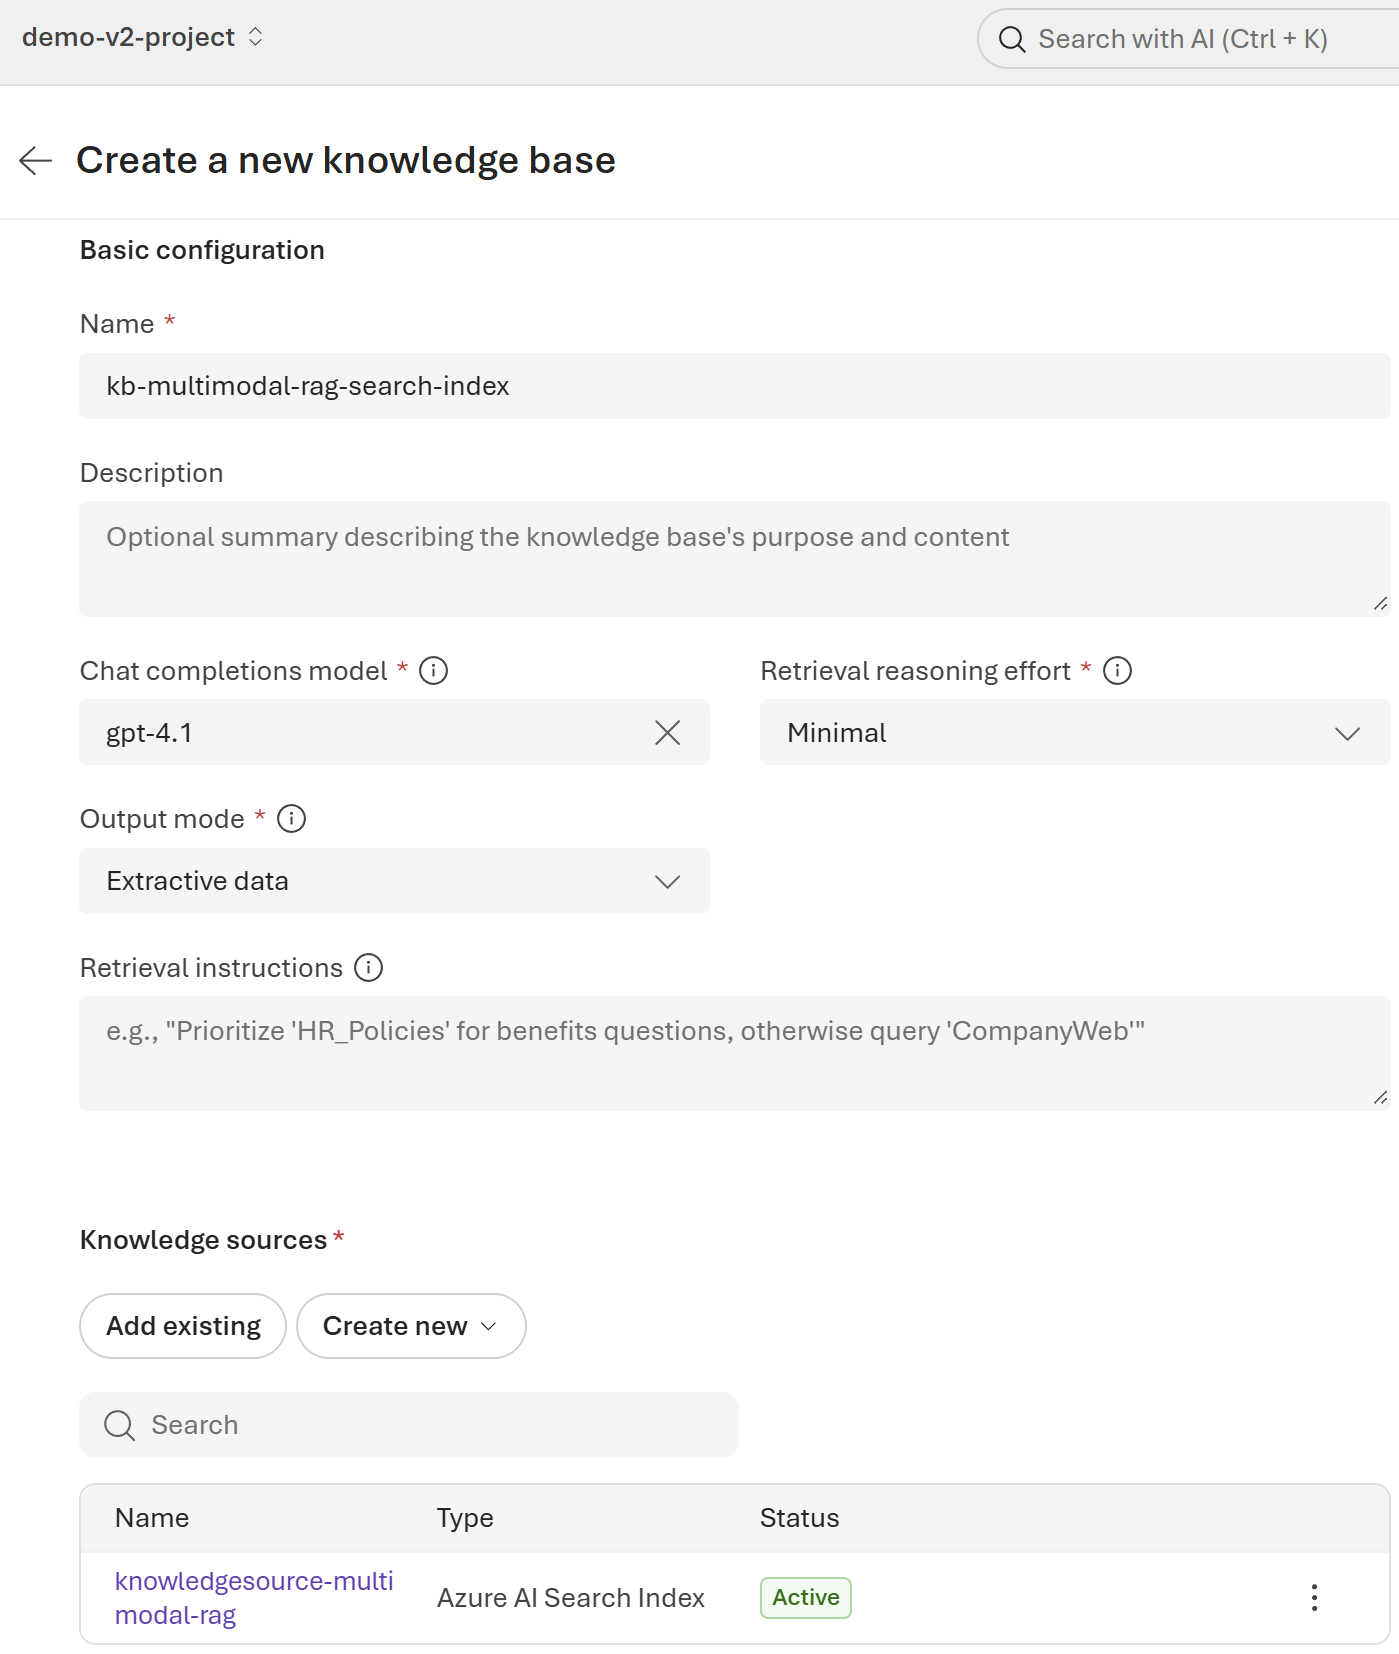 demo-v2-project
Search with AI (Ctrl + K)
Create a new knowledge base
Basic configuration
Name *
kb-multimodal-rag-search-index
Description
Optional summary describing the knowledge base's purpose and content
Chat completions model *
Retrieval reasoning effort *
gpt-4.1
Minimal
Output mode *
Extractive data
Retrieval instructions
e.g., "Prioritize 'HR_Policies' for benefits questions, otherwise query 'CompanyWeb'"
Knowledge sources *
Add existing
Create new
Search
Name
Type
Status
knowledgesource-multi
modal-rag
Azure AI Search Index
Active